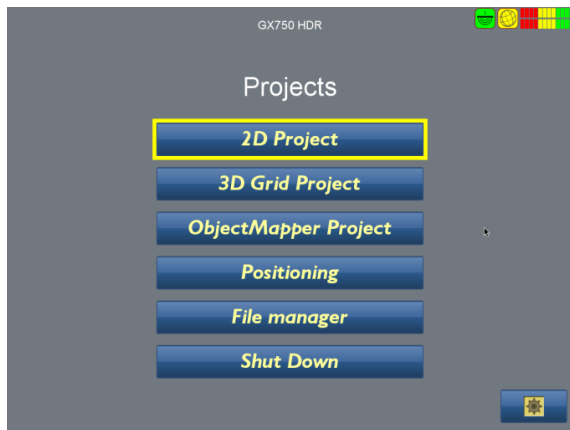 GX750 HDR
Projects
2D Project
3D Grid Project
ObjectMapper Project
Positioning
File manager
Shut Down